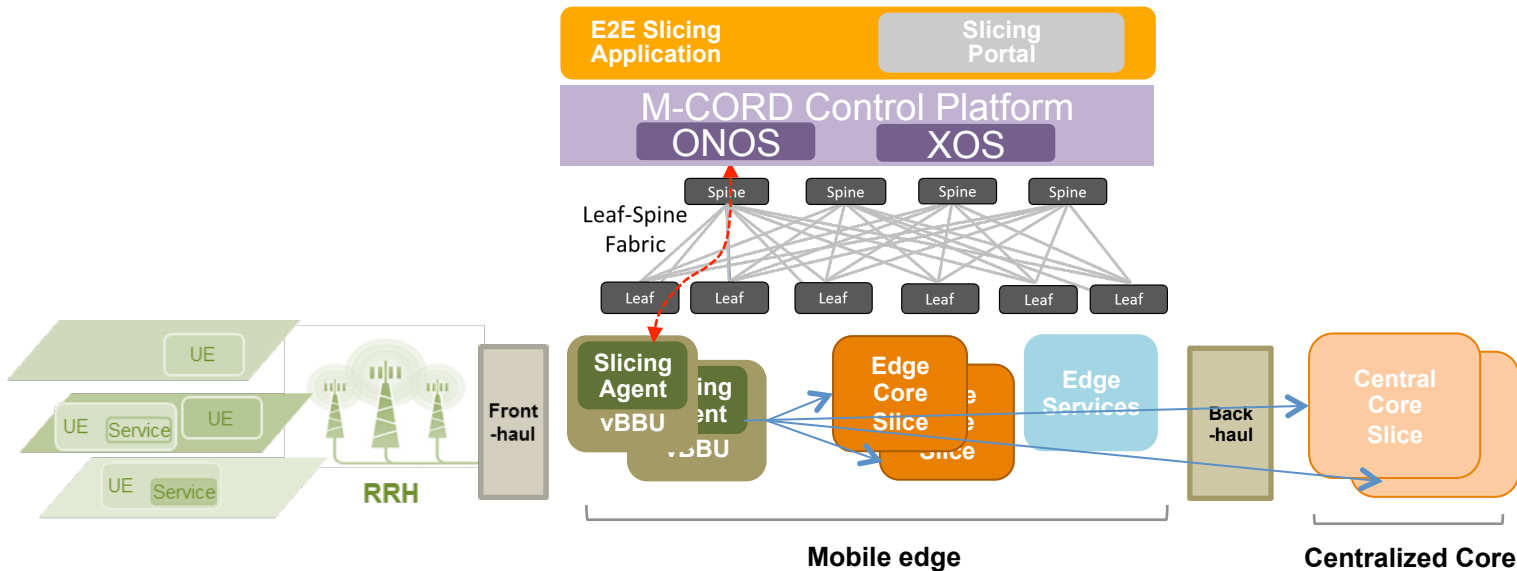 E2E Slicing
Application
Slicing
Portal
M-CORD Control Platform
ONOS
XOS
Spine
Spine
Spine
Spine
Leaf-Spine
Fabric
Leaf
Leaf
Leaf
Leaf
Leaf
Leaf
UE
UE
Service
UE
UE
Service
RRH
Front
-haul
Slicing
Agent
vBBU
vBBU
Edge
Core
Slice
Slice
Edge
Services
Back
-haul
Central
Core
Slice
Mobile edge
Centralized Core